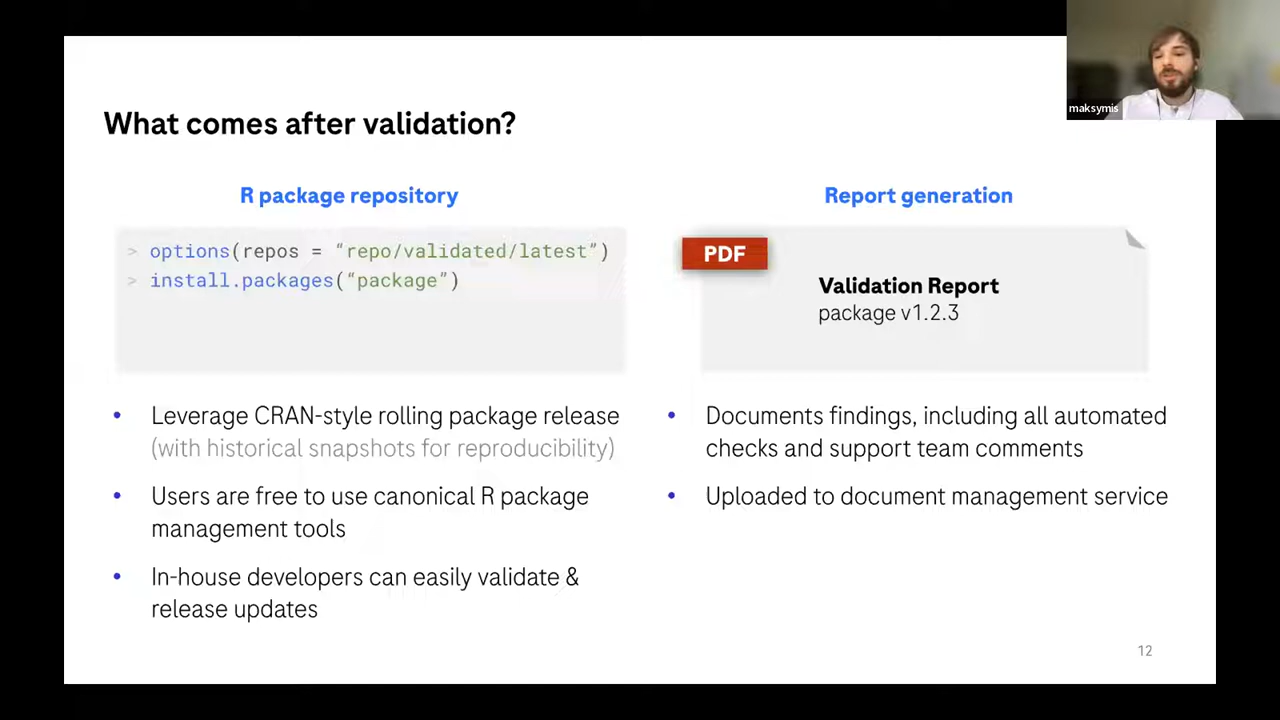 maksymis
What comes after validation?
R package repository
> options(repos = “repo/validated/latest”)
> install.packages(“package”)
Leverage CRAN-style rolling package release
(with historical snapshots for reproducibility)
Users are free to use canonical R package
management tools
In-house developers can easily validate &
release updates
Report generation
PDF
Validation Report
package v1.2.3
Documents findings, including all automated
checks and support team comments
Uploaded to document management service
12